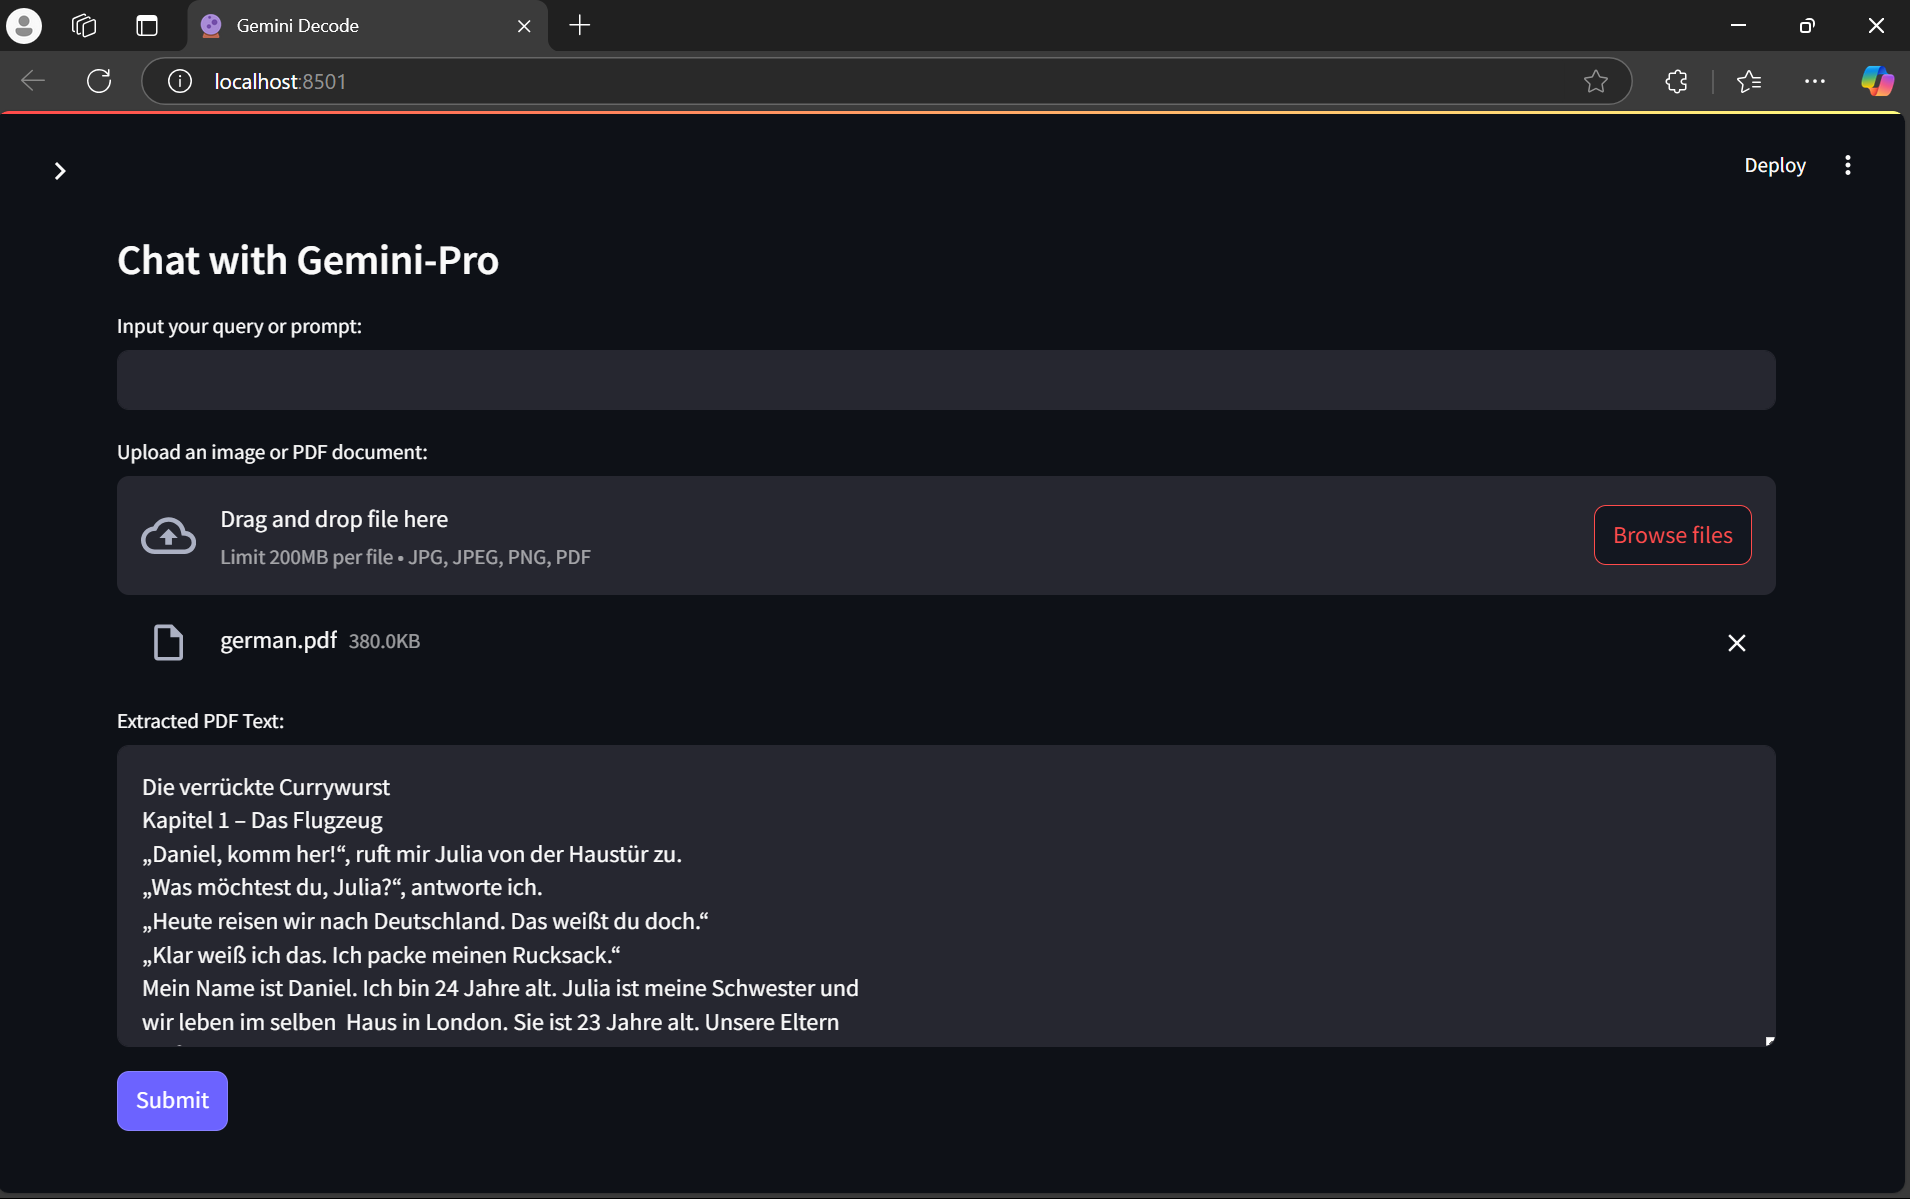 Gemini Decode
localhost:8501
Deploy
Chat with Gemini-Pro
Input your query or prompt:
Upload an image or PDF document:
Drag and drop file here
Limit 200MB per file • JPG, JPEG, PNG, PDF
Browse files
german.pdf 380.0KB
Extracted PDF Text:
Die verrückte Currywurst
Kapitel 1 – Das Flugzeug
„Daniel, komm her!“, ruft mir Julia von der Haustür zu.
„Was möchtest du, Julia?“, antworte ich.
„Heute reisen wir nach Deutschland. Das weißt du doch.“
„Klar weiß ich das. Ich packe meinen Rucksack.“
Mein Name ist Daniel. Ich bin 24 Jahre alt. Julia ist meine Schwester und
wir leben im selben  Haus in London. Sie ist 23 Jahre alt. Unsere Eltern
Submit